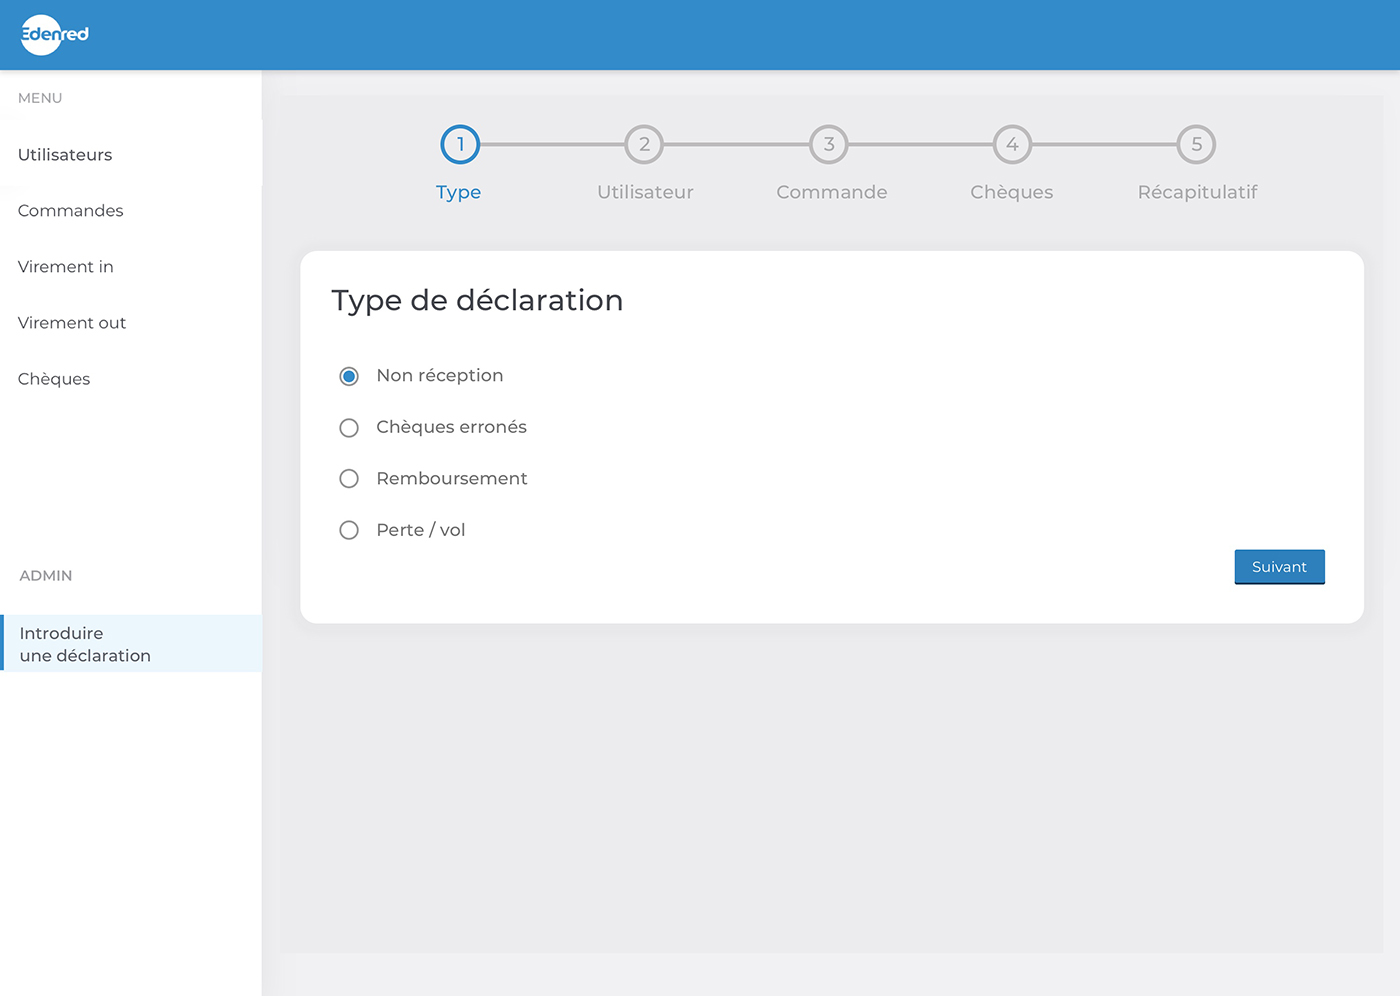 Edenred
MENU
Utilisateurs
Commandes
Virement in
Virement out
Chèques
ADMIN
Introduire
une déclaration
1
2
3
4
5
Type
Utilisateur
Commande
Chèques
Récapitulatif
Type de déclaration
Non réception
Chèques erronés
Remboursement
Perte / vol
Suivant